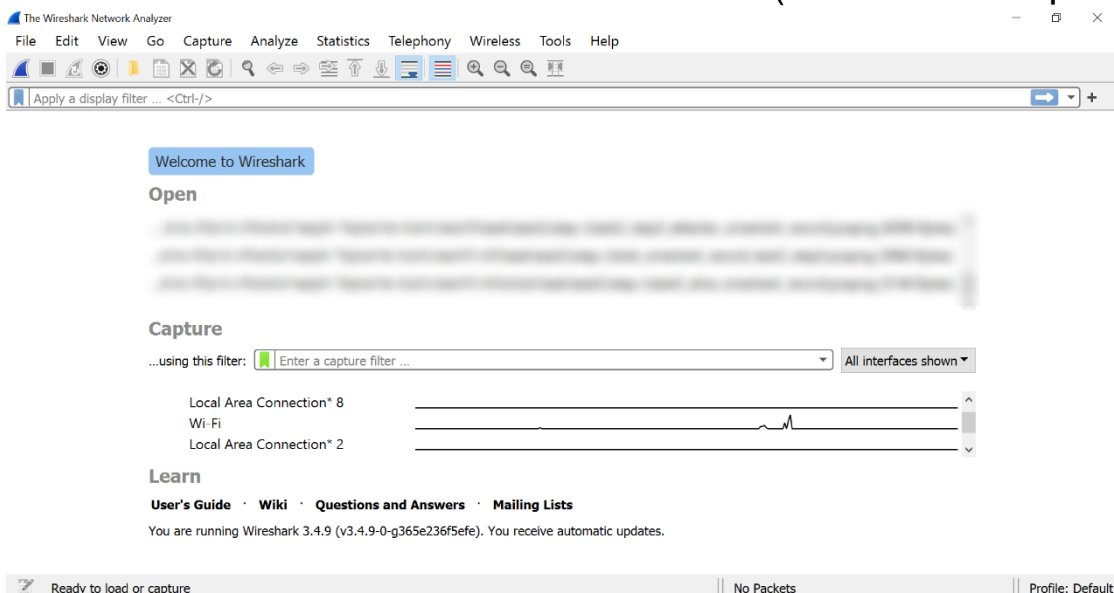 The Wireshark Network Analyzer
File Edit View Go Capture Analyze Statistics Telephony Wireless Tools Help
Apply a display filter ... <Ctrl-/>
Welcome to Wireshark
Open
Capture
...using this filter: Enter a capture filter ... All interfaces shown
Local Area Connection* 8
Wi-Fi
Local Area Connection* 2
Learn
User's Guide · Wiki · Questions and Answers · Mailing Lists
You are running Wireshark 3.4.9 (v3.4.9-0-g365e236f5efe). You receive automatic updates.
Ready to load or capture No Packets Profile: Default